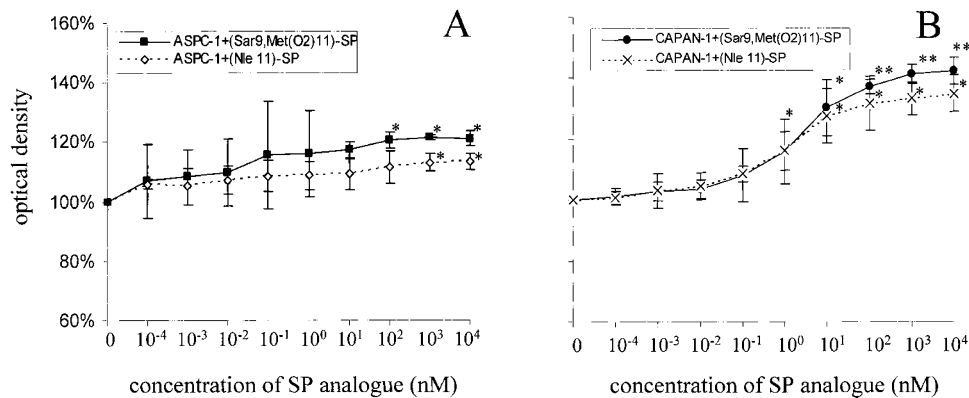 160%
A
ASPC-1+(Sar9,Met(O2)11)-SP
ASPC-1+(Nle 11)-SP
140%
120%
100%
80%
60%
optical density
* * *
* *
0 10⁻⁴ 10⁻³ 10⁻² 10⁻¹ 10⁰ 10¹ 10² 10³ 10⁴
concentration of SP analogue (nM)
B
CAPAN-1+(Sar9,Met(O2)11)-SP
CAPAN-1+(Nle 11)-SP
* * ** ** **
* * * *
0 10⁻⁴ 10⁻³ 10⁻² 10⁻¹ 10⁰ 10¹ 10² 10³ 10⁴
concentration of SP analogue (nM)